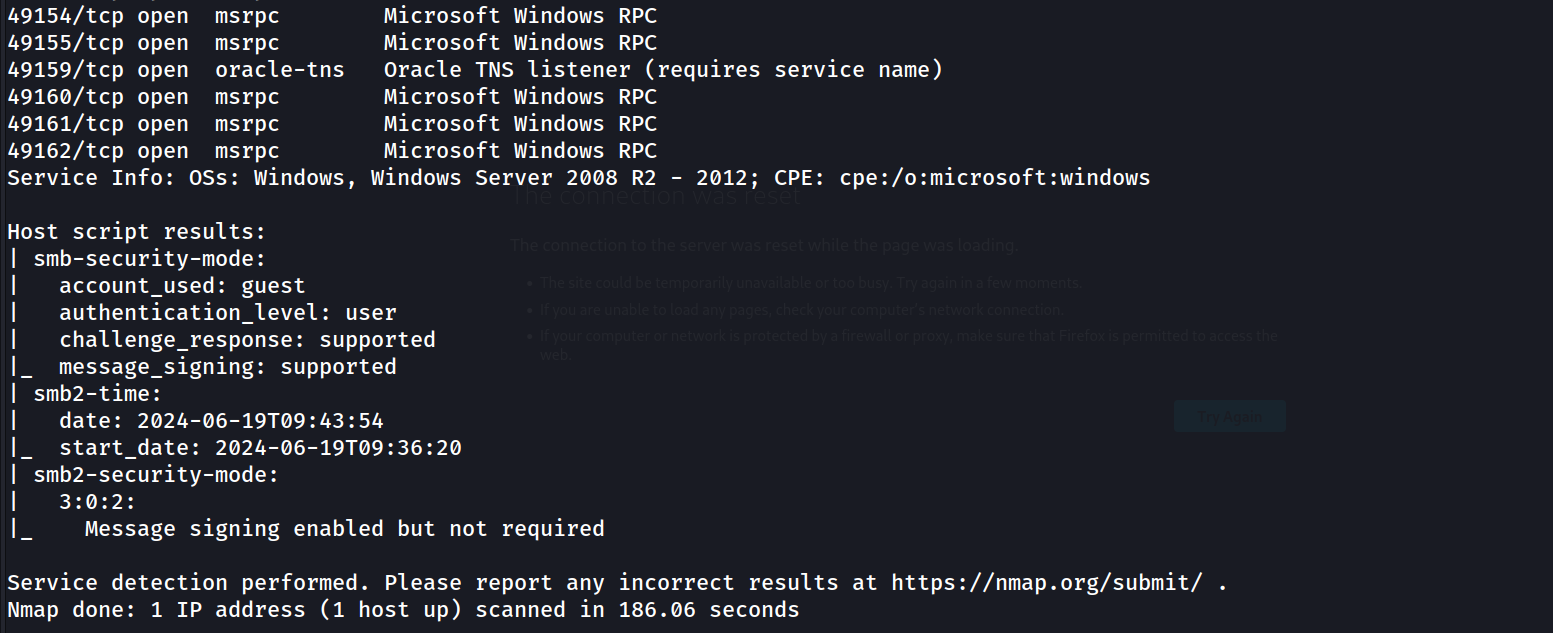 49154/tcp open  msrpc        Microsoft Windows RPC
49155/tcp open  msrpc        Microsoft Windows RPC
49159/tcp open  oracle-tns   Oracle TNS listener (requires service name)
49160/tcp open  msrpc        Microsoft Windows RPC
49161/tcp open  msrpc        Microsoft Windows RPC
49162/tcp open  msrpc        Microsoft Windows RPC
Service Info: OSs: Windows, Windows Server 2008 R2 - 2012; CPE: cpe:/o:microsoft:windows
The connection was reset
Host script results:
The connection to the server was reset while the page was loading.
| smb-security-mode:
|   account_used: guest
The site could be temporarily unavailable or too busy. Try again in a few moments.
|   authentication_level: user
If you are unable to load any pages, check your computer's network connection.
|   challenge_response: supported
If your computer or network is protected by a firewall or proxy, make sure that Firefox is permitted to access the
web.
|_  message_signing: supported
| smb2-time:
|   date: 2024-06-19T09:43:54
Try Again
|_  start_date: 2024-06-19T09:36:20
| smb2-security-mode:
|   3:0:2:
|_    Message signing enabled but not required
Service detection performed. Please report any incorrect results at https://nmap.org/submit/ .
Nmap done: 1 IP address (1 host up) scanned in 186.06 seconds